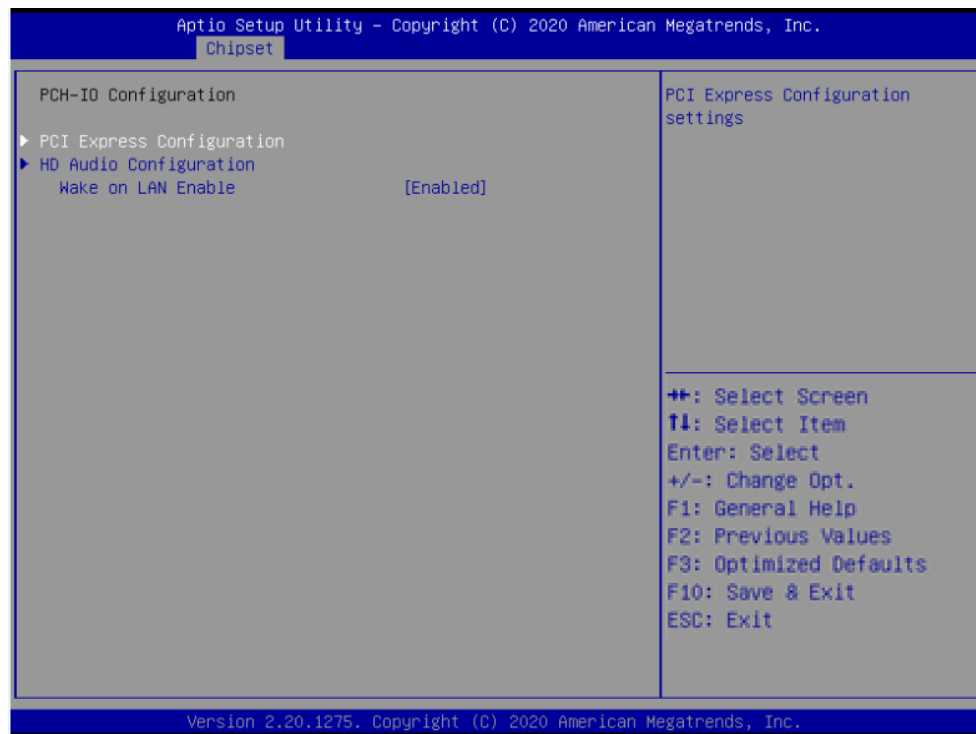 Aptio Setup Utility – Copyright (C) 2020 American Megatrends, Inc.
Chipset
PCH-IO Configuration
PCI Express Configuration
HD Audio Configuration
Wake on LAN Enable [Enabled]
PCI Express Configuration
settings
→←: Select Screen
↑↓: Select Item
Enter: Select
+/-: Change Opt.
F1: General Help
F2: Previous Values
F3: Optimized Defaults
F10: Save & Exit
ESC: Exit
Version 2.20.1275. Copyright (C) 2020 American Megatrends, Inc.